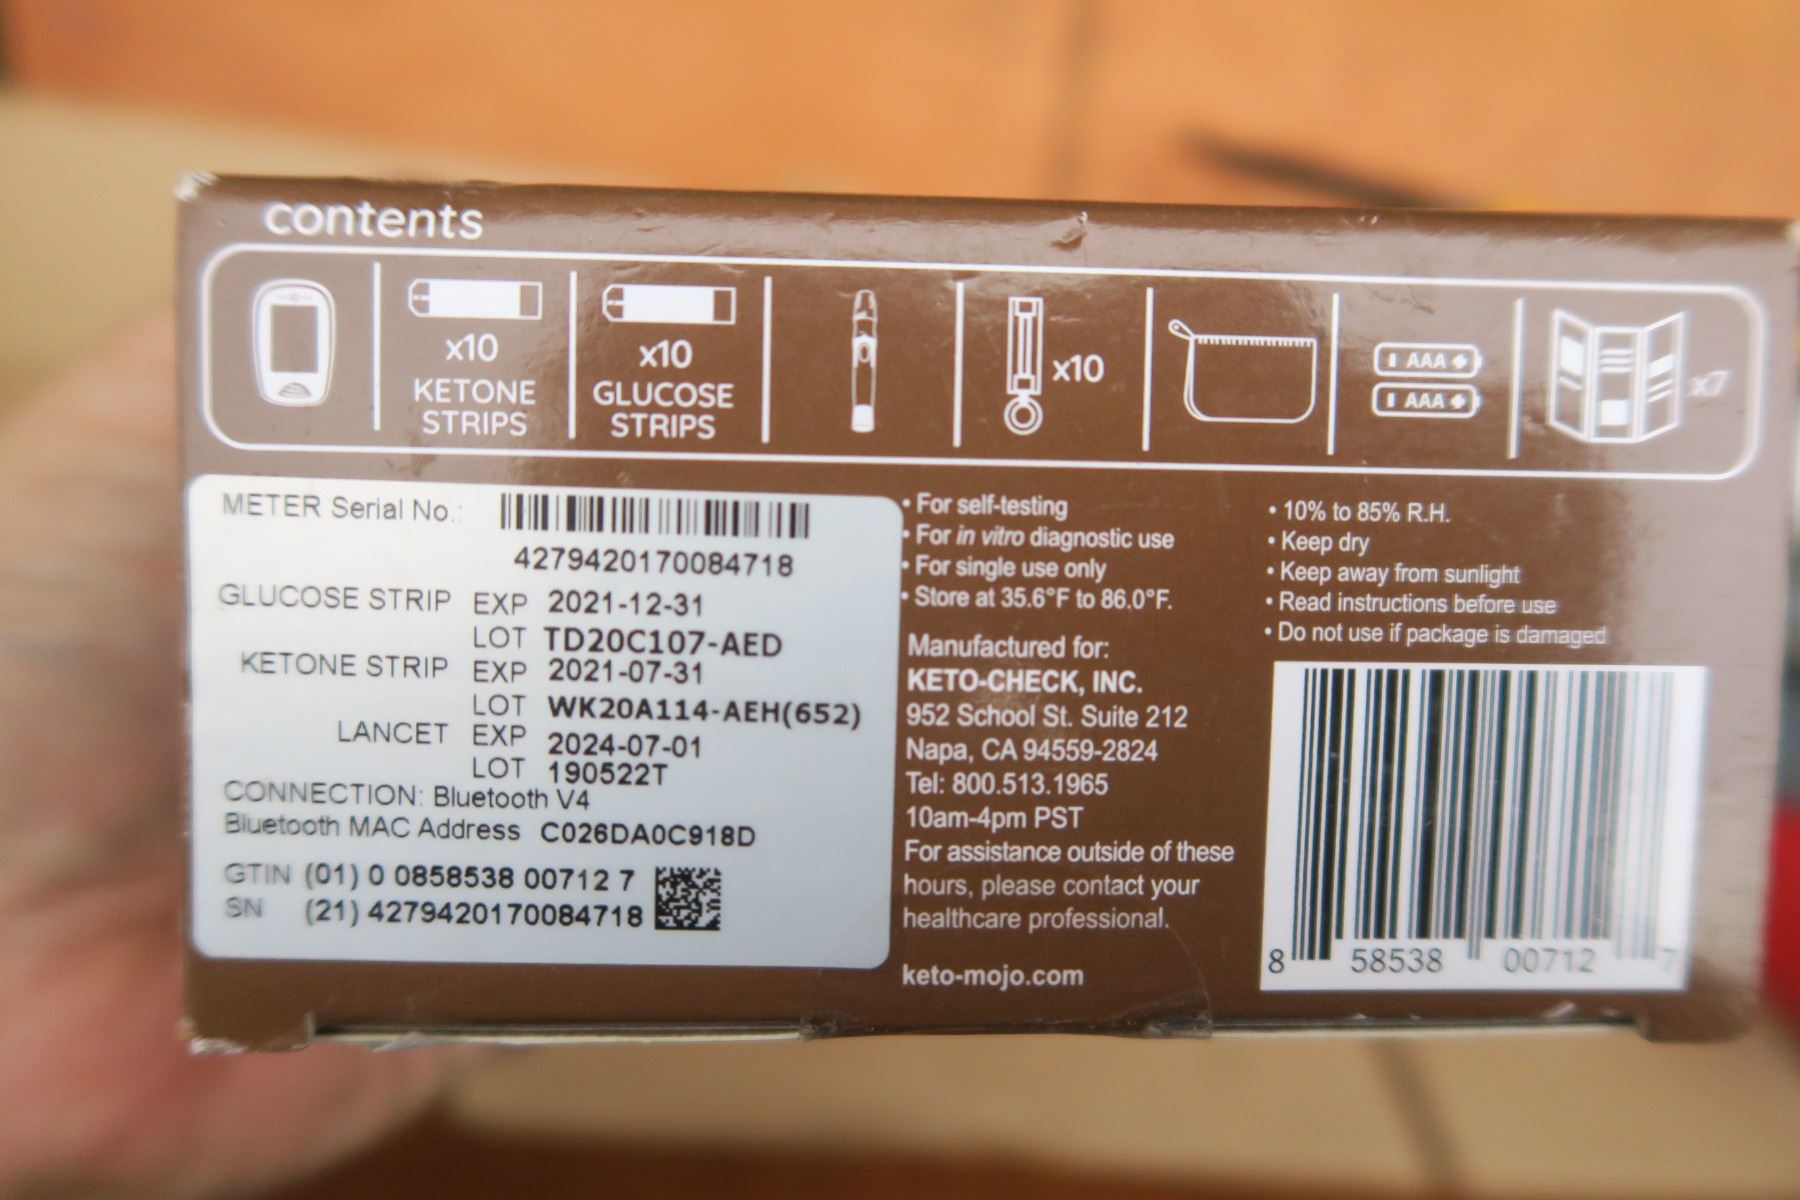 contents
x10
KETONE
STRIPS
x10
GLUCOSE
STRIPS
x10
AAA
AAA
x7
METER Serial No.:
4279420170084718
GLUCOSE STRIP EXP 2021-12-31
LOT TD20C107-AED
KETONE STRIP EXP 2021-07-31
LOT WK20A114-AEH(652)
LANCET EXP 2024-07-01
LOT 190522T
CONNECTION: Bluetooth V4
Bluetooth MAC Address C026DA0C918D
GTIN (01) 0 0858538 00712 7
SN (21) 4279420170084718
• For self-testing
• For in vitro diagnostic use
• For single use only
• Store at 35.6°F to 86.0°F.
Manufactured for:
KETO-CHECK, INC.
952 School St. Suite 212
Napa, CA 94559-2824
Tel: 800.513.1965
10am-4pm PST
For assistance outside of these
hours, please contact your
healthcare professional.
keto-mojo.com
• 10% to 85% R.H.
• Keep dry
• Keep away from sunlight
• Read instructions before use
• Do not use if package is damaged
8 58538 00712 7